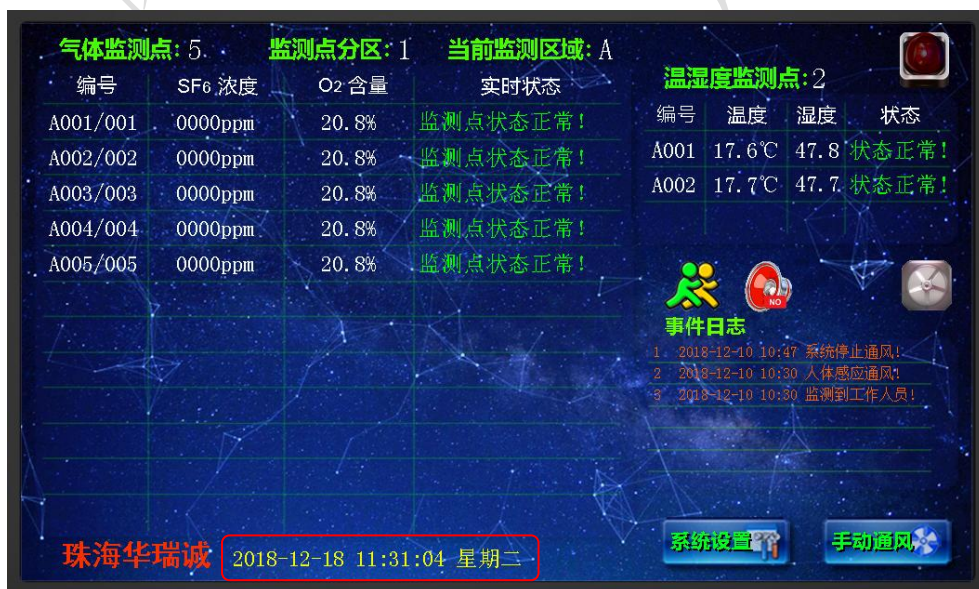 气体监测点: 5 监测点分区: 1 当前监测区域: A
编号 SF6 浓度 O2 含量 实时状态
A001/001 0000ppm 20.8% 监测点状态正常!
A002/002 0000ppm 20.8% 监测点状态正常!
A003/003 0000ppm 20.8% 监测点状态正常!
A004/004 0000ppm 20.8% 监测点状态正常!
A005/005 0000ppm 20.8% 监测点状态正常!
温湿度监测点:2
编号 温度 湿度 状态
A001 17.6℃ 47.8 状态正常!
A002 17.7℃ 47.7 状态正常!
NO
事件日志
1 2018-12-10 10:47 系统停止通风!
2 2018-12-10 10:30 人体感应通风!
3 2018-12-10 10:30 监测到工作人员!
珠海华瑞诚 2018-12-18 11:31:04 星期二
系统设置 手动通风